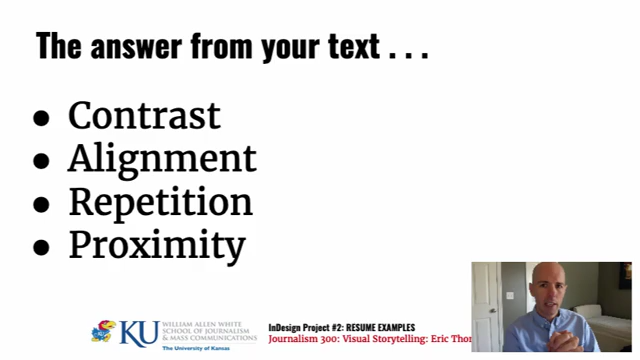 The answer from your text . . .
● Contrast
● Alignment
● Repetition
● Proximity
KU
WILLIAM ALLEN WHITE
SCHOOL OF JOURNALISM
& MASS COMMUNICATIONS
The University of Kansas
InDesign Project #2: RESUME EXAMPLES
Journalism 300: Visual Storytelling: Eric Thor